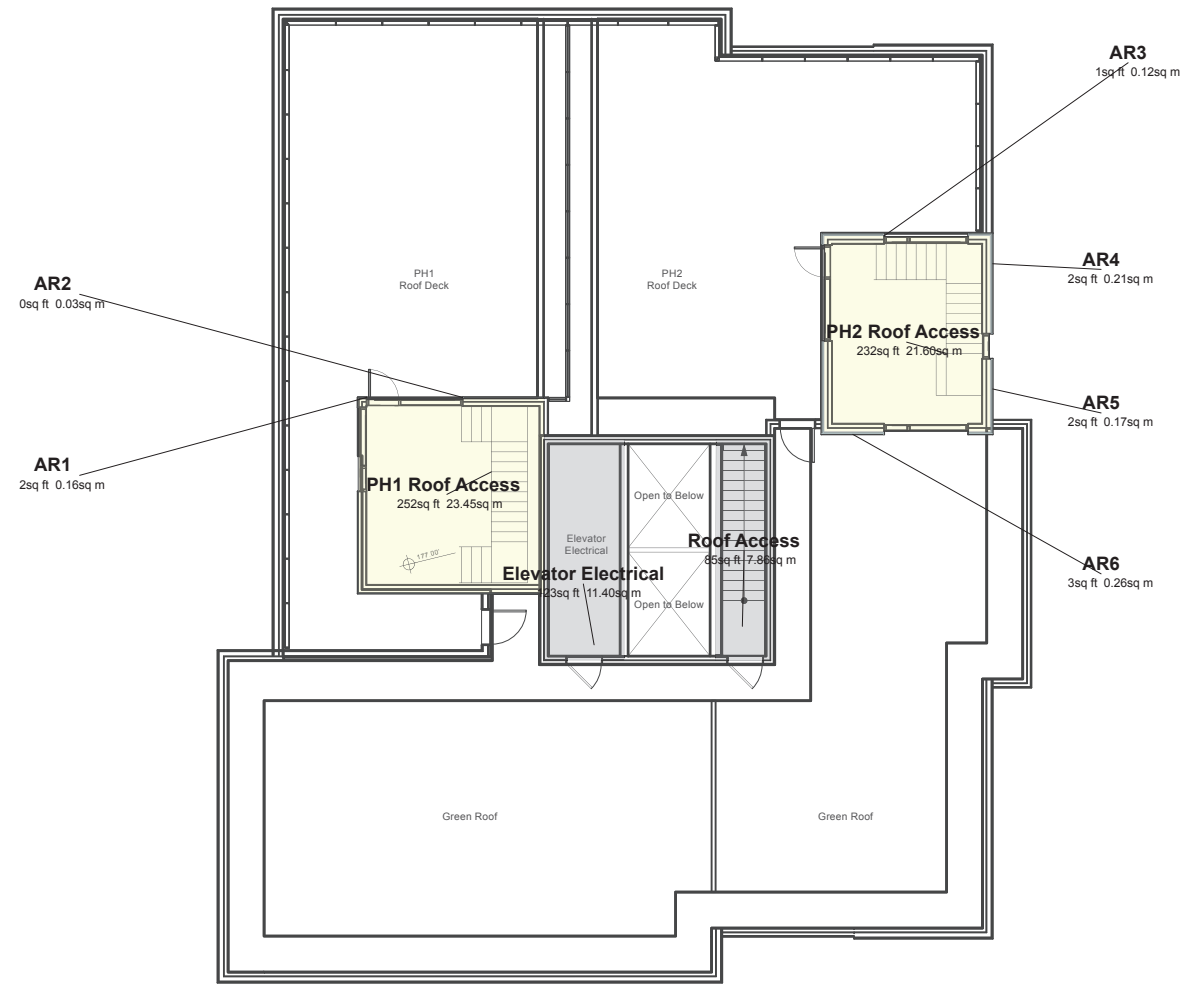 AR3
1sq ft 0.12sq m
AR4
2sq ft 0.21sq m
AR2
0sq ft 0.03sq m
PH1
Roof Deck
PH2
Roof Deck
PH2 Roof Access
232sq ft 21.60sq m
AR5
2sq ft 0.17sq m
AR1
2sq ft 0.16sq m
PH1 Roof Access
252sq ft 23.45sq m
Open to Below
Roof Access
85sq ft 7.86sq m
Elevator
Electrical
177.00'
Elevator Electrical
23sq ft 11.40sq m
Open to Below
AR6
3sq ft 0.26sq m
Green Roof
Green Roof